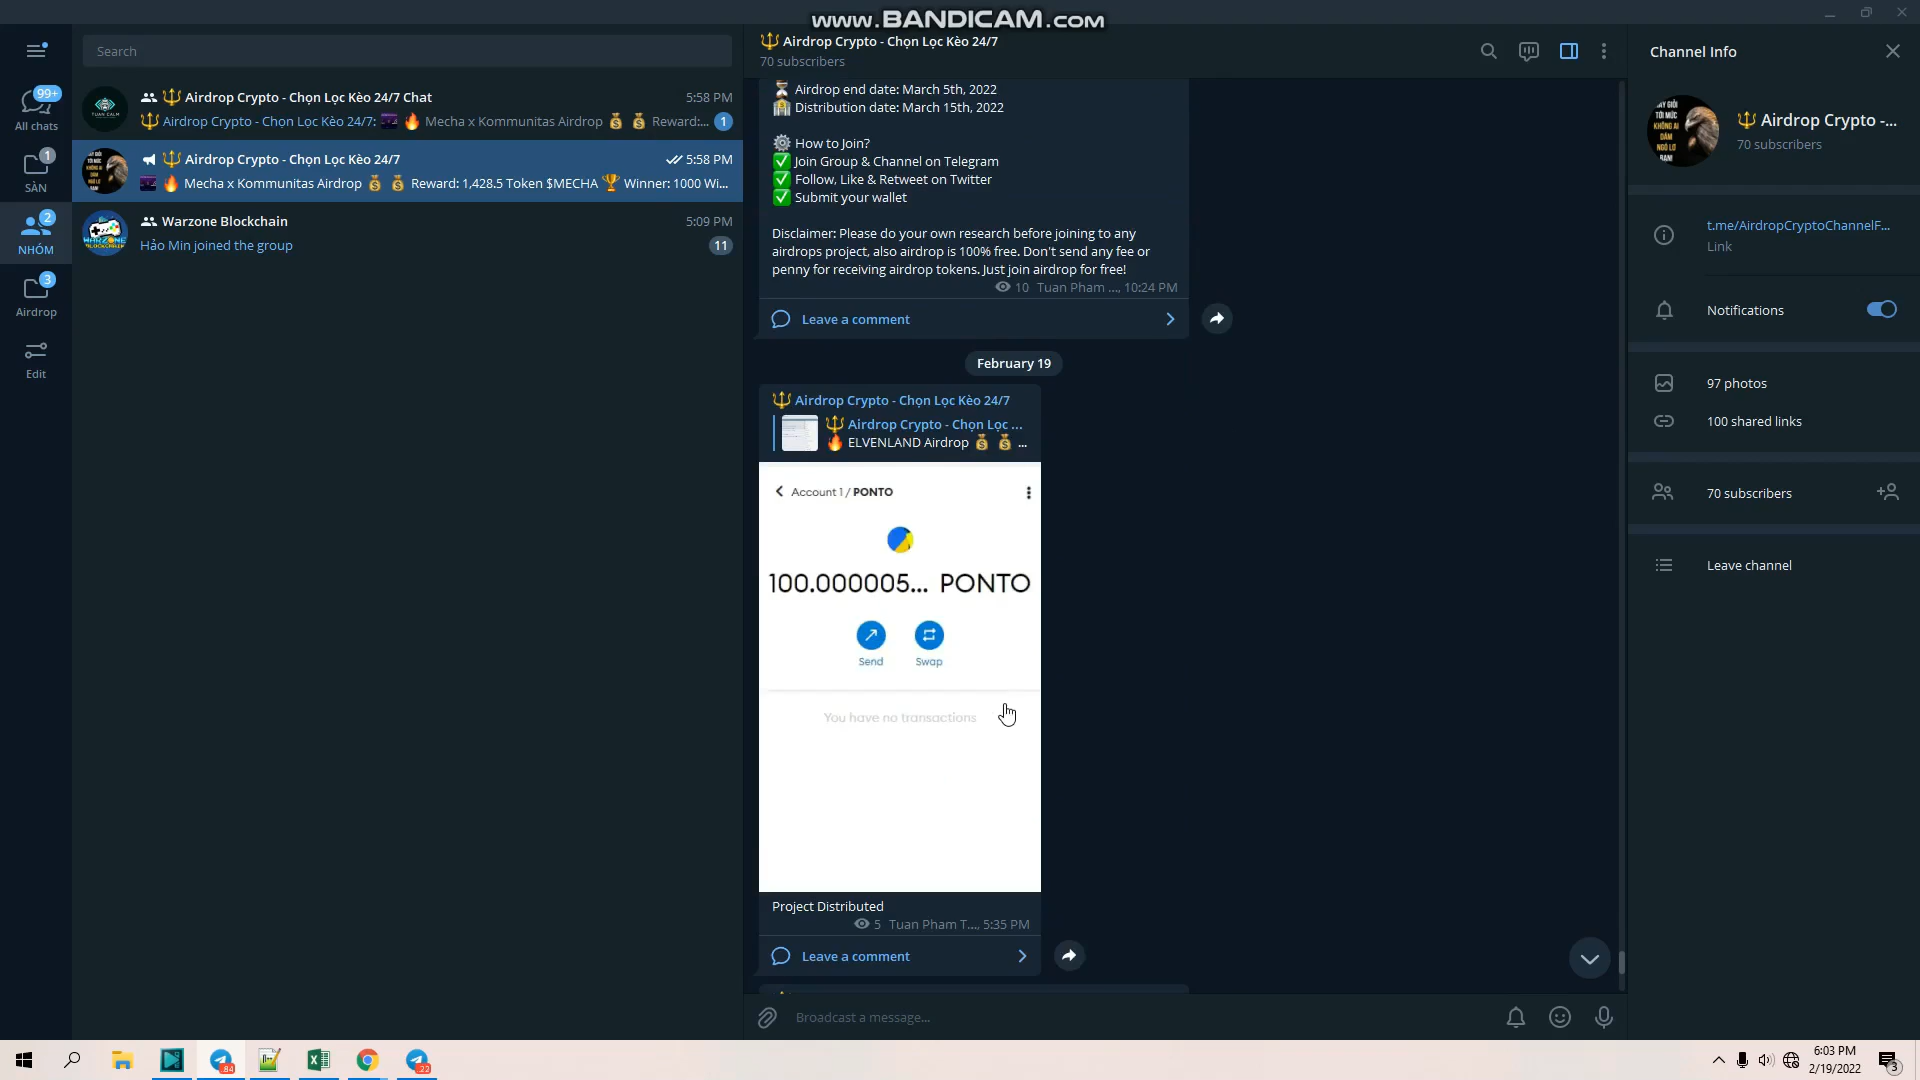 www.BANDICAM.com
Search
Airdrop Crypto - Chọn Lọc Kèo 24/7
70 subscribers
Channel Info
99+
All chats
1
SÀN
2
NHÓM
3
Airdrop
Edit
Airdrop Crypto - Chọn Lọc Kèo 24/7 Chat
5:58 PM
Airdrop Crypto - Chọn Lọc Kèo 24/7: Mecha x Kommunitas Airdrop Reward:...
1
TUAN CALM
Airdrop Crypto - Chọn Lọc Kèo 24/7
5:58 PM
Mecha x Kommunitas Airdrop Reward: 1,428.5 Token $MECHA Winner: 1000 Wi...
Warzone Blockchain
5:09 PM
Hảo Min joined the group
11
WARZONE
BLOCKCHAIN
Airdrop end date: March 5th, 2022
Distribution date: March 15th, 2022
How to Join?
Join Group & Channel on Telegram
Follow, Like & Retweet on Twitter
Submit your wallet
Disclaimer: Please do your own research before joining to any
airdrops project, also airdrop is 100% free. Don't send any fee or
penny for receiving airdrop tokens. Just join airdrop for free!
10 Tuan Pham ..., 10:24 PM
Leave a comment
February 19
Airdrop Crypto - Chọn Lọc Kèo 24/7
Airdrop Crypto - Chọn Lọc ...
ELVENLAND Airdrop ...
Account 1 / PONTO
100.000005... PONTO
Send
Swap
You have no transactions
Project Distributed
5 Tuan Pham T..., 5:35 PM
Leave a comment
Broadcast a message...
Airdrop Crypto -...
70 subscribers
t.me/AirdropCryptoChannelF...
Link
Notifications
97 photos
100 shared links
70 subscribers
Leave channel
84
22
6:03 PM
2/19/2022
3